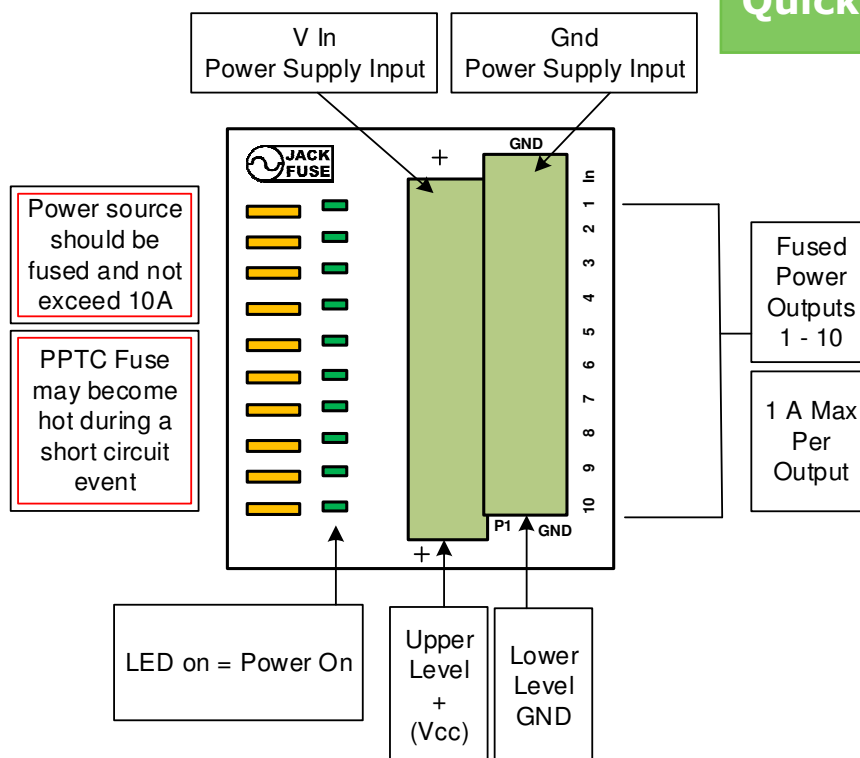 Quick
V In
Power Supply Input
Gnd
Power Supply Input
JACK
FUSE
+
GND
In
1
2
3
4
5
6
7
8
9
10
P1
GND
+
Power source
should be
fused and not
exceed 10A
PPTC Fuse
may become
hot during a
short circuit
event
Fused
Power
Outputs
1 - 10
1 A Max
Per
Output
LED on = Power On
Upper
Level
+
(Vcc)
Lower
Level
GND